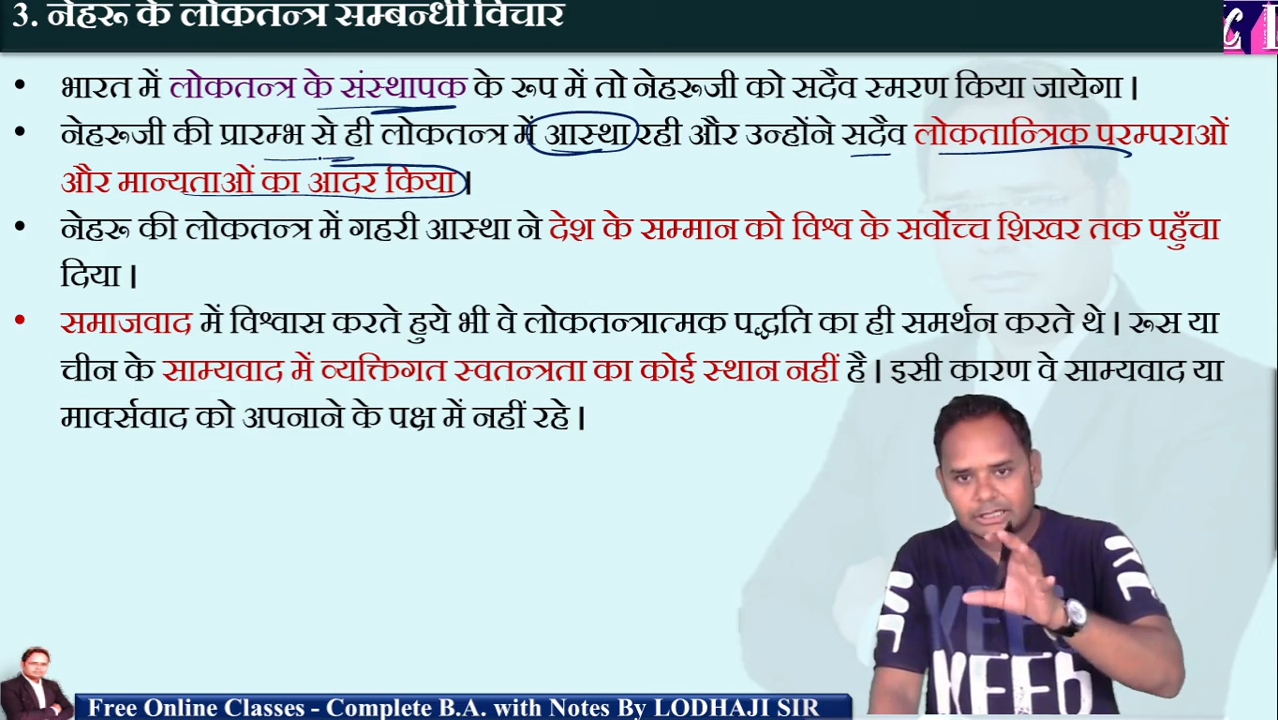 3. नेहरू के लोकतन्त्र सम्बन्धी विचार
• भारत में लोकतन्त्र के संस्थापक के रूप में तो नेहरूजी को सदैव स्मरण किया जायेगा।
• नेहरूजी की प्रारम्भ से ही लोकतन्त्र में आस्था रही और उन्होंने सदैव लोकतान्त्रिक परम्पराओं
और मान्यताओं का आदर किया।
• नेहरू की लोकतन्त्र में गहरी आस्था ने देश के सम्मान को विश्व के सर्वोच्च शिखर तक पहुँचा
दिया।
• समाजवाद में विश्वास करते हुये भी वे लोकतन्त्रात्मक पद्धति का ही समर्थन करते थे। रूस या
चीन के साम्यवाद में व्यक्तिगत स्वतन्त्रता का कोई स्थान नहीं है। इसी कारण वे साम्यवाद या
मार्क्सवाद को अपनाने के पक्ष में नहीं रहे।
Free Online Classes - Complete B.A. with Notes By LODHAJI SIR